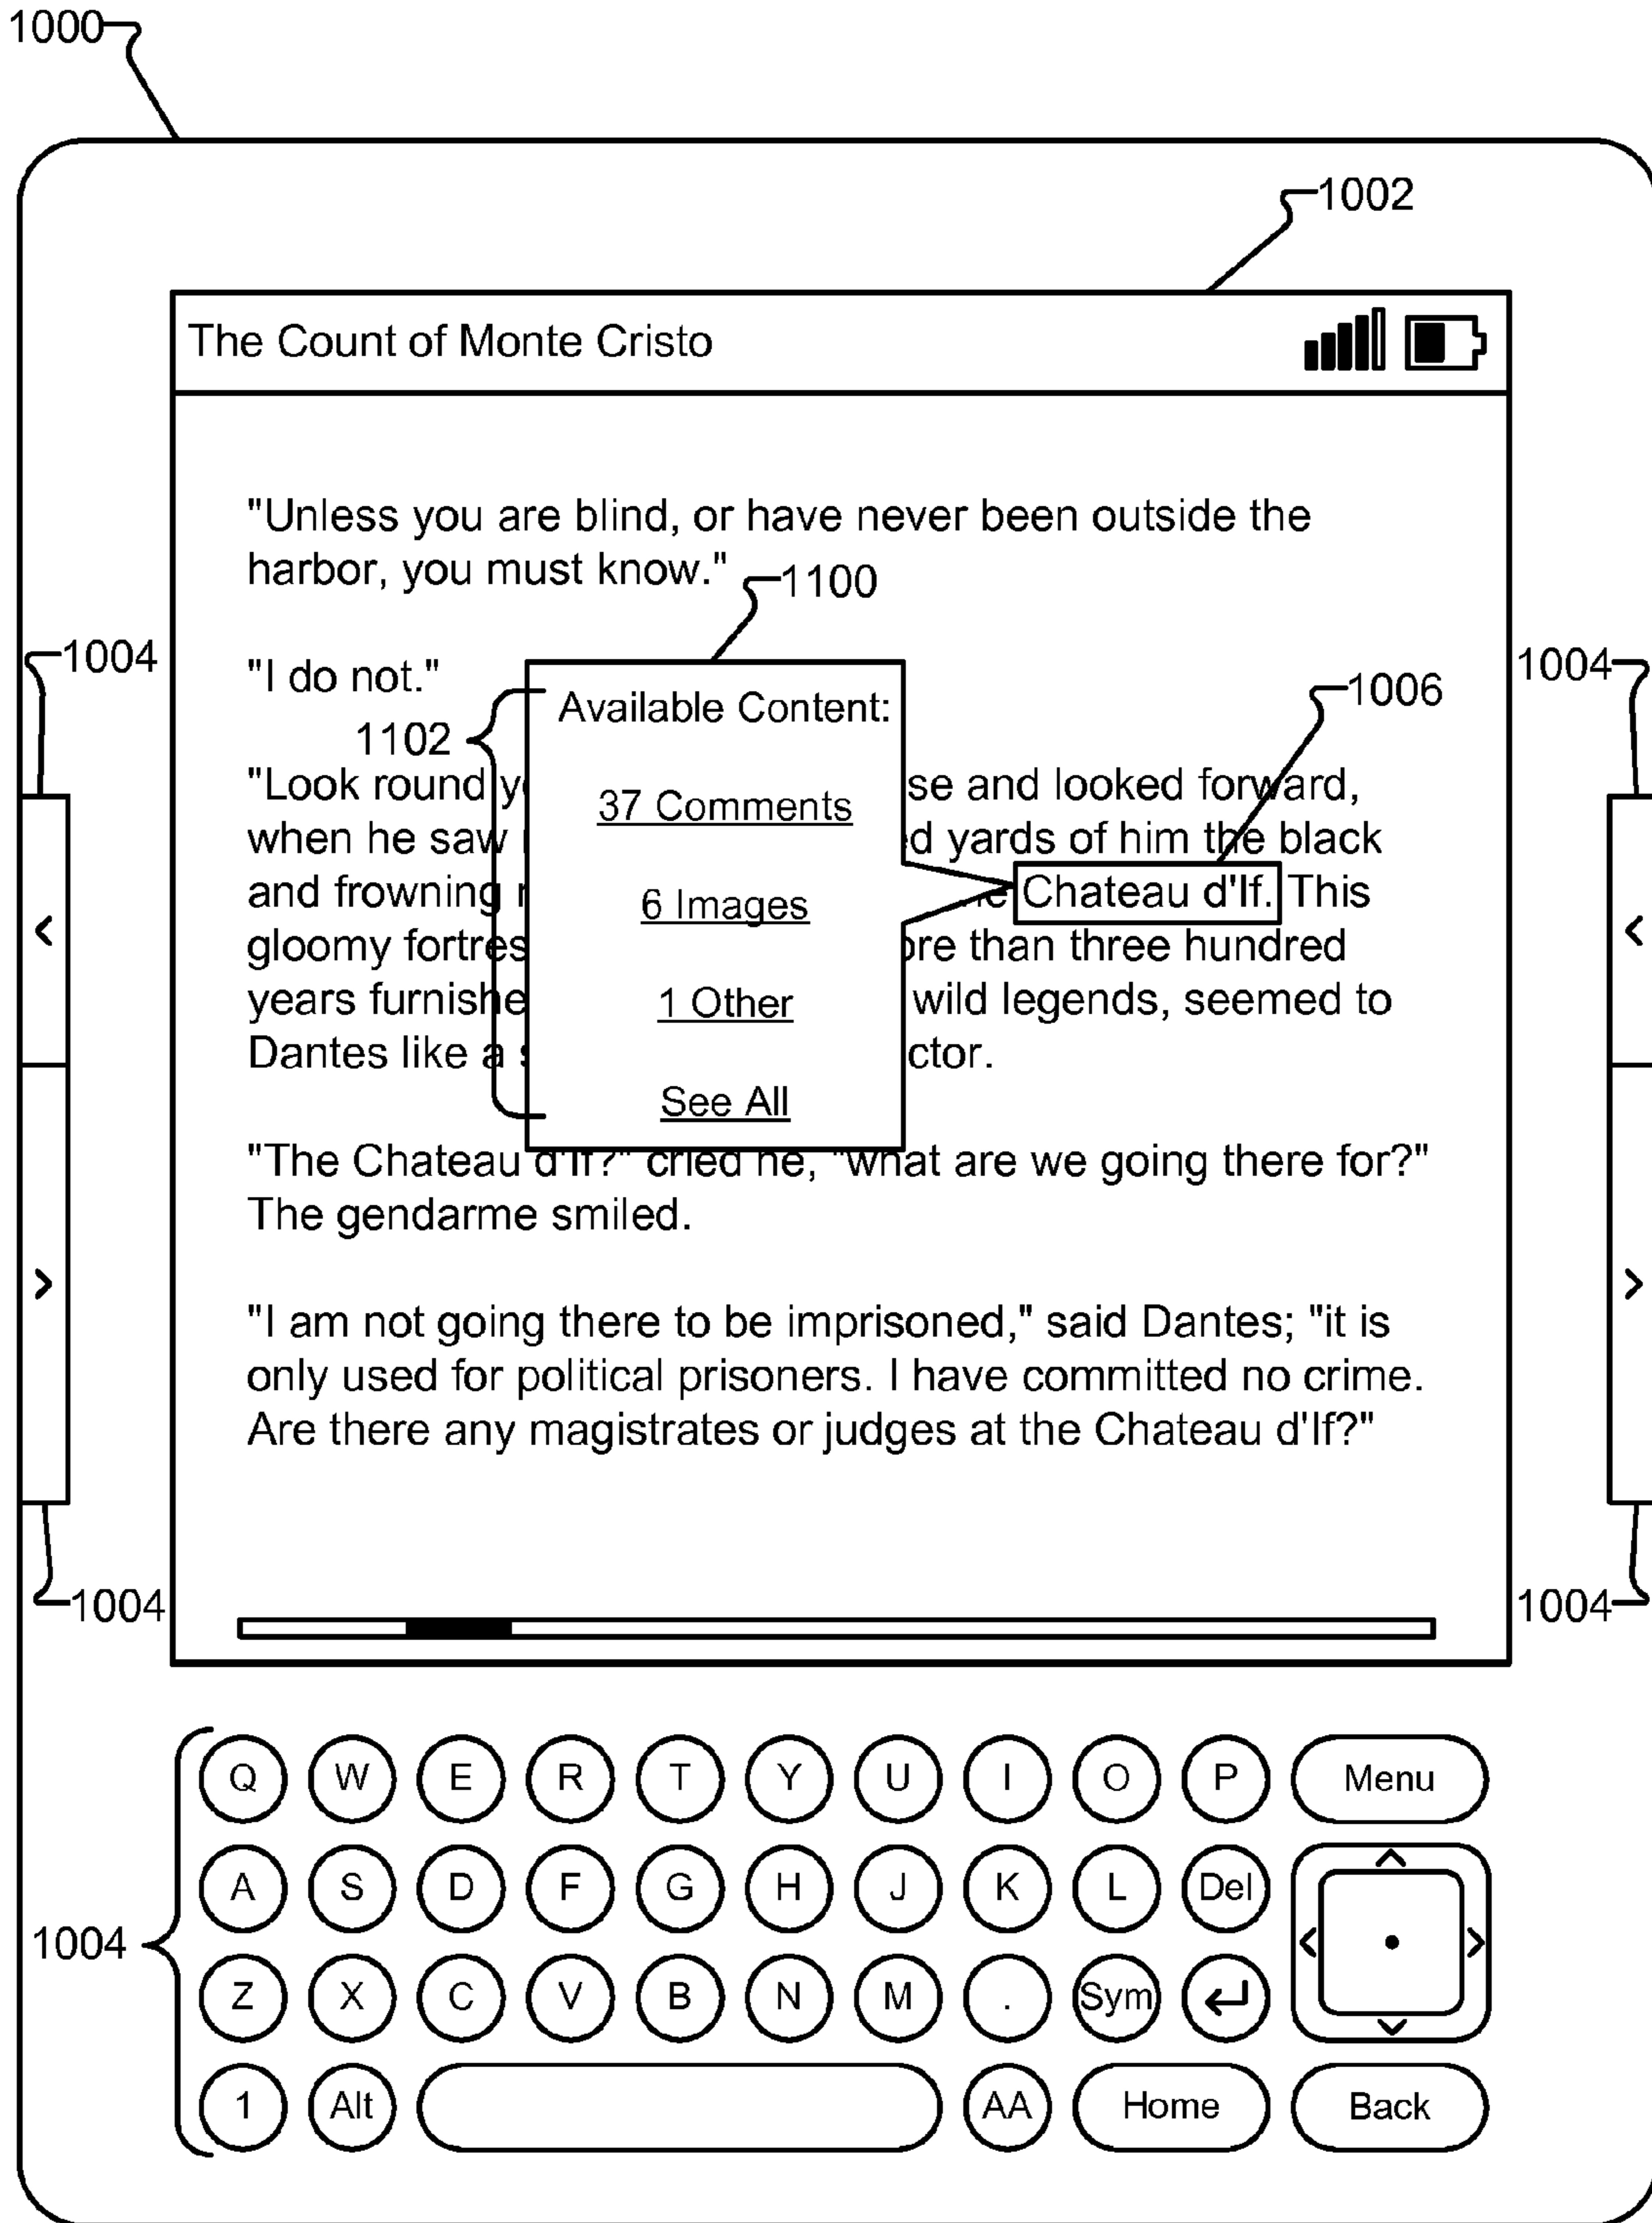 1000
1002
The Count of Monte Cristo
"Unless you are blind, or have never been outside the
harbor, you must know."
1100
1004
"I do not."
1004
1006
1102
Available Content:
37 Comments
6 Images
1 Other
See All
"Look round se and looked forward,
when he saw yards of him the black
and frowning Chateau d'If. This
gloomy than three hundred
years wild legends, seemed to
Dantes like a
"The Chateau d'If?" cried he, "what are we going there for?"
The gendarme smiled.
"I am not going there to be imprisoned," said Dantes; "it is
only used for political prisoners. I have committed no crime.
Are there any magistrates or judges at the Chateau d'If?"
<
<
>
>
1004
1004
Q W E R T Y U I O P Menu
A S D F G H J K L Del
1004
Z X C V B N M . Sym
1 Alt AA Home Back